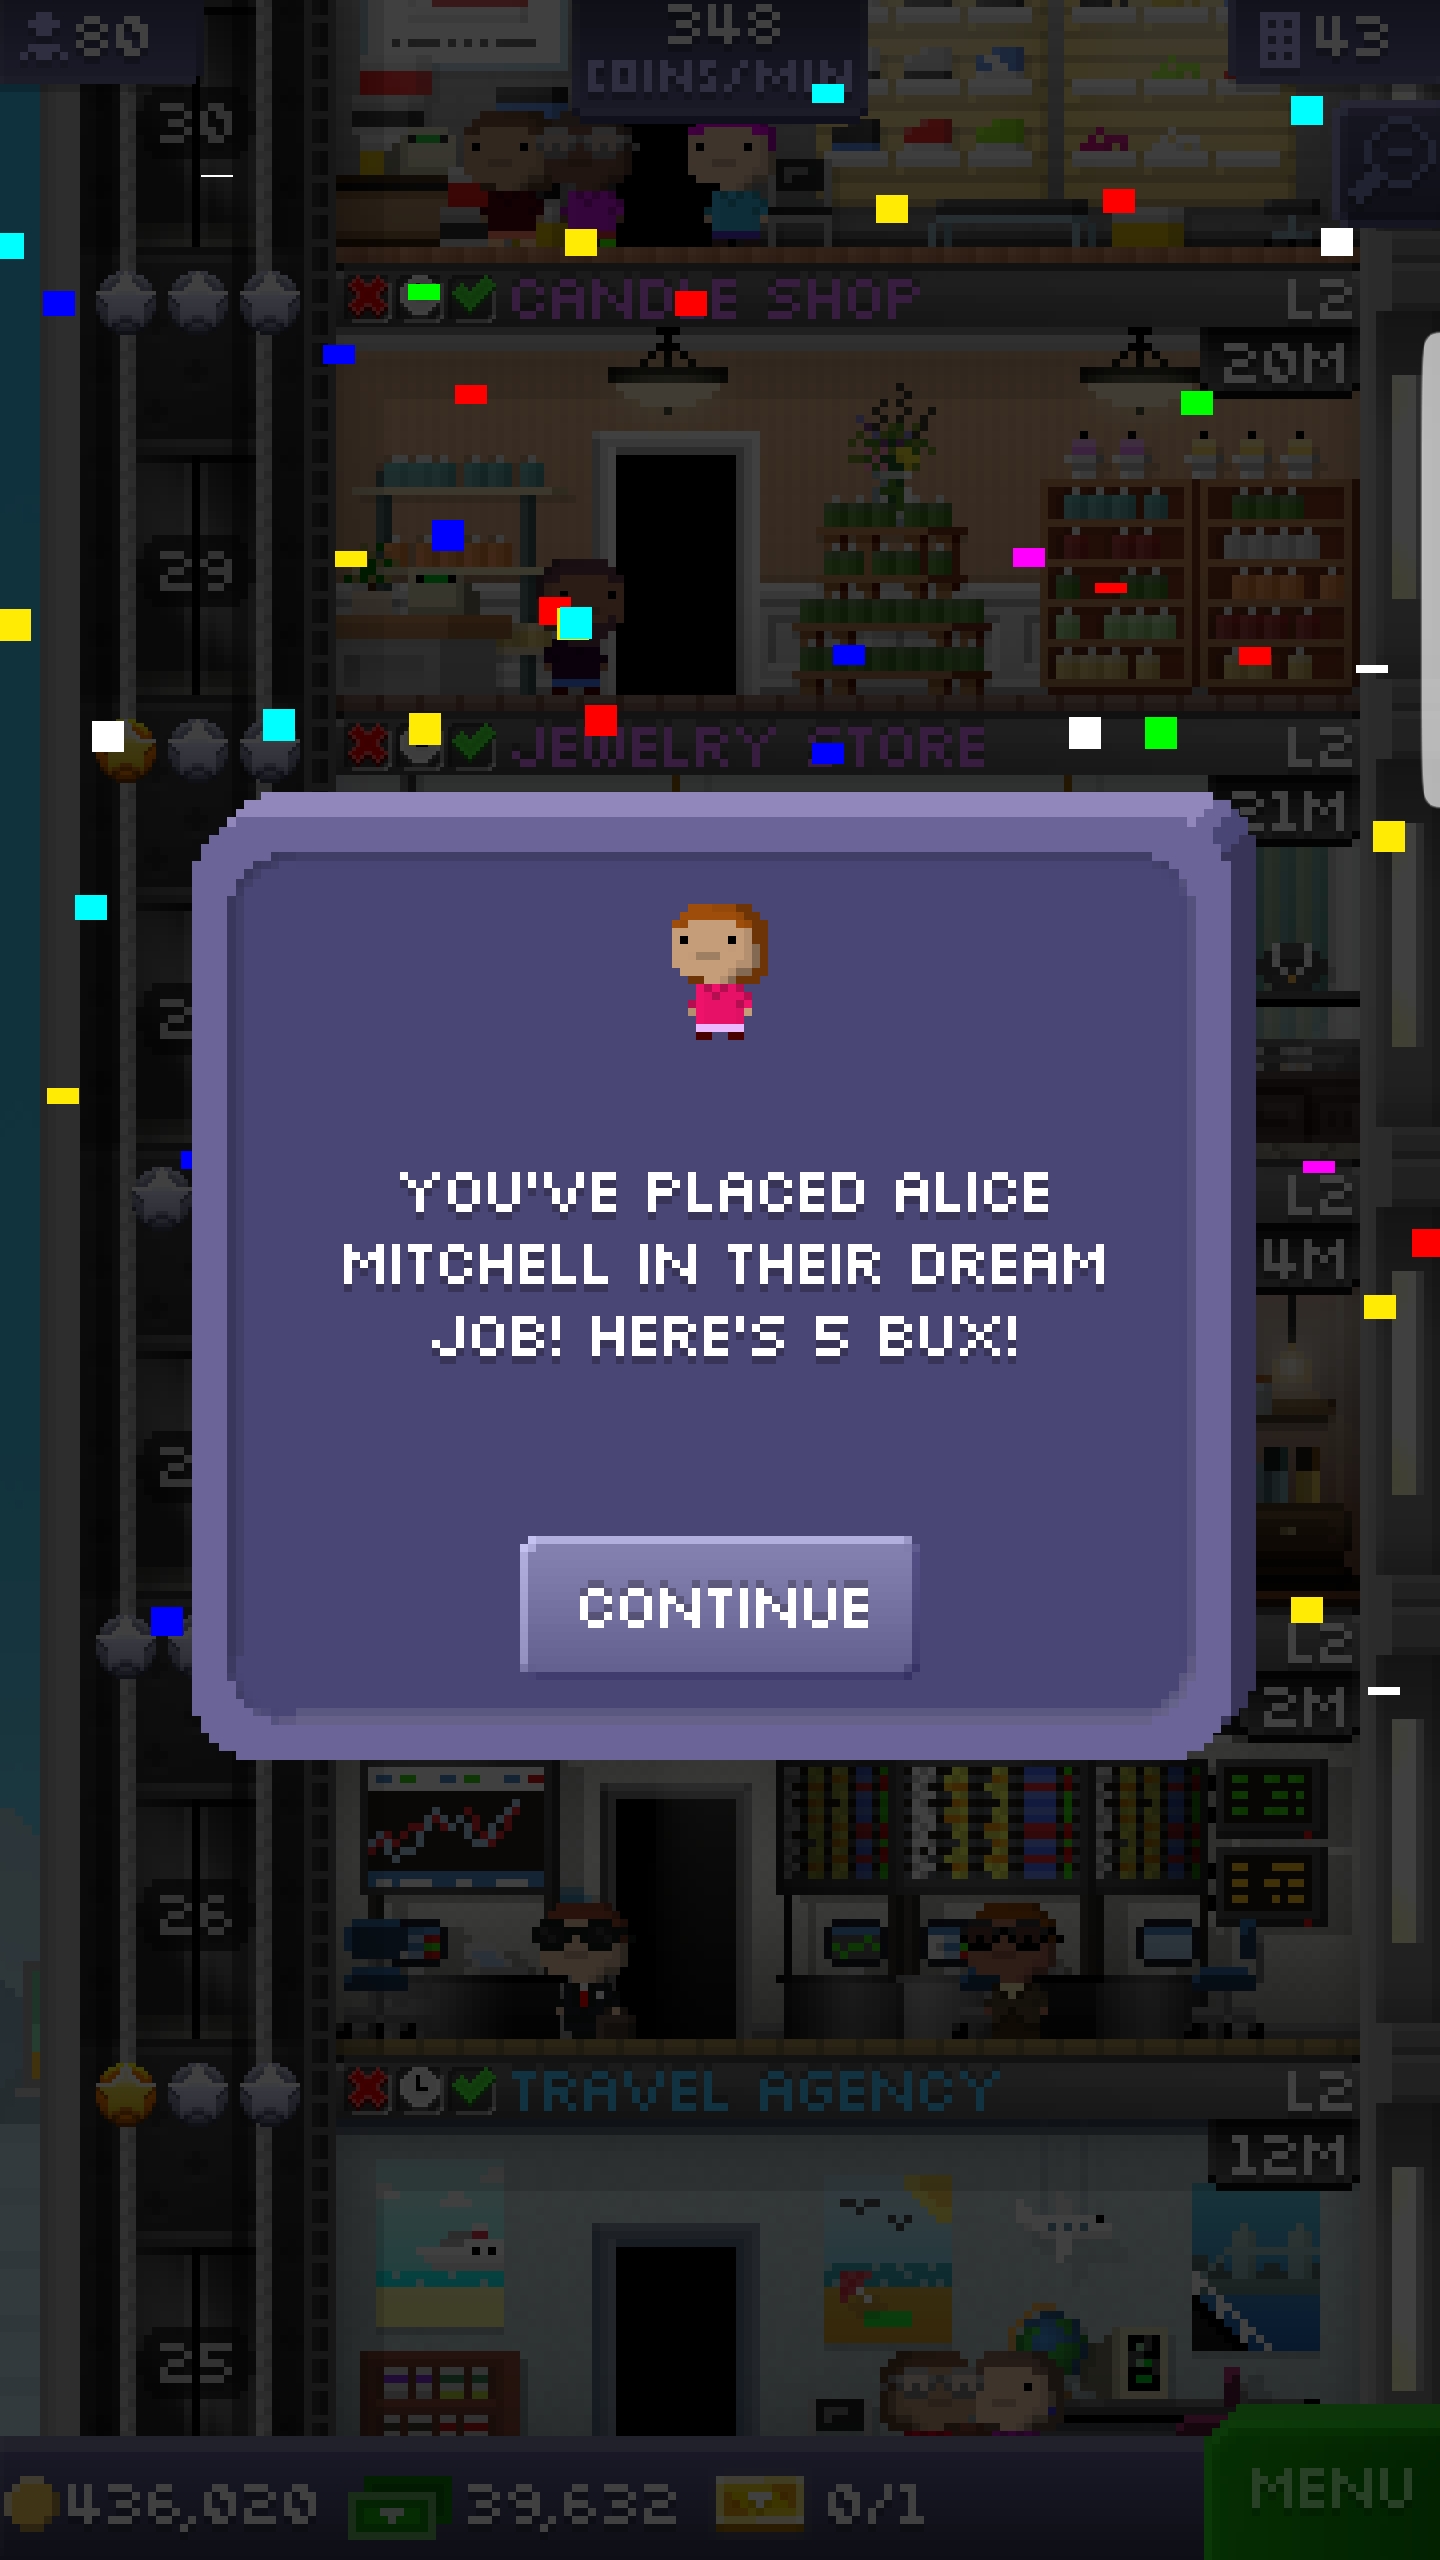 80
348
COINS/MIN
43
30
CANDLE SHOP L2
20M
29
JEWELRY STORE L2
21M
YOU'VE PLACED ALICE
MITCHELL IN THEIR DREAM
JOB! HERE'S 5 BUX!
L2
4M
CONTINUE
L2
2M
26
TRAVEL AGENCY L2
12M
25
436,020 39,632 0/1
MENU